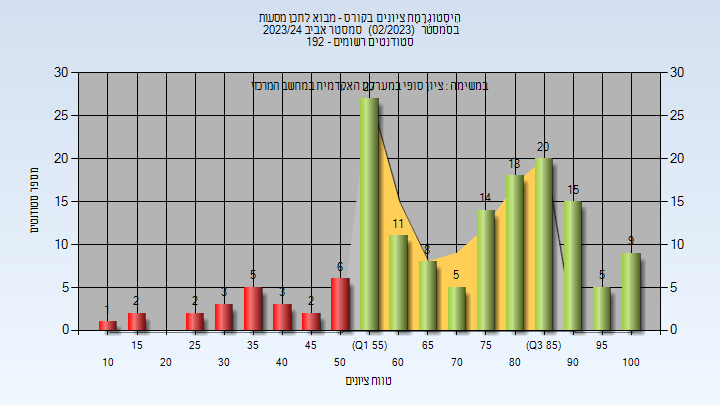 היסטוגרמת ציונים בקורס - מבוא לתכן מסעות
בסמסטר (02/2023) סמסטר אביב 2023/24
סטודנטים רשומים - 192
במשימה : ציון סופי במערכת האקדמית במחשב המרכזי
30 30
25 25
20 20
15 15
10 10
5 5
0 0
מספר סטודנטים
1 2 2 3 5 3 2 6 27 11 8 5 14 18 20 15 5 9
15 25 35 45 (Q1 55) 65 75 (Q3 85) 95
10 20 30 40 50 60 70 80 90 100
טווח ציונים